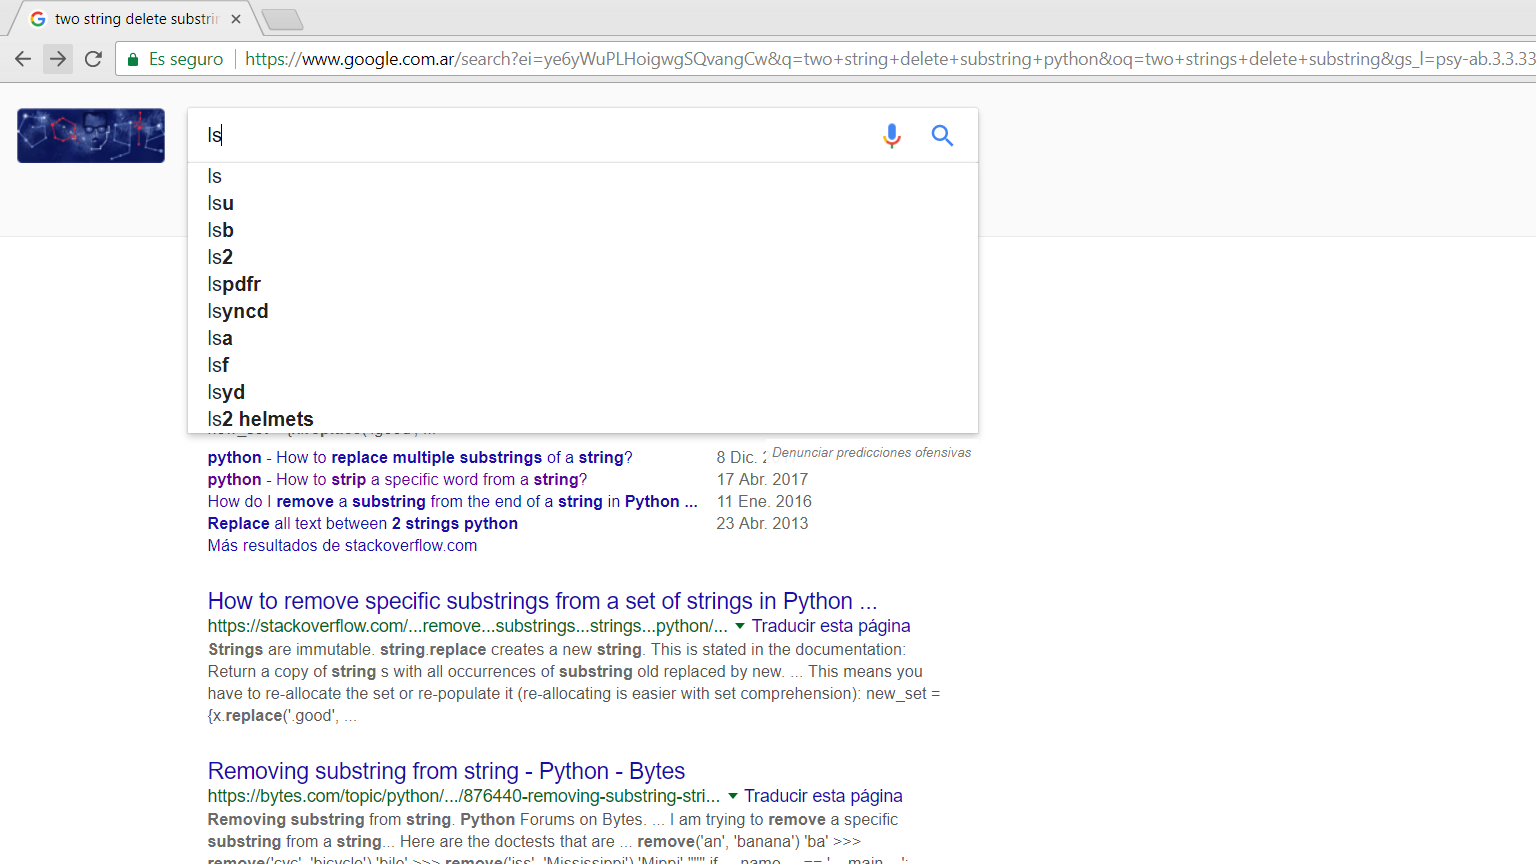 two string delete substri
Es seguro
https://www.google.com.ar/search?ei=ye6yWuPLHoigwgSQvangCw&q=two+string+delete+substring+python&oq=two+strings+delete+substring&gs_l=psy-ab.3.3.33
ls
ls
lsu
lsb
ls2
lspdfr
lsyncd
lsa
lsf
lsyd
ls2 helmets
Denunciar predicciones ofensivas
python - How to replace multiple substrings of a string? 8 Dic.
python - How to strip a specific word from a string? 17 Abr. 2017
How do I remove a substring from the end of a string in Python ... 11 Ene. 2016
Replace all text between 2 strings python 23 Abr. 2013
Más resultados de stackoverflow.com
How to remove specific substrings from a set of strings in Python ...
https://stackoverflow.com/...remove...substrings...strings...python/... Traducir esta página
Strings are immutable. string.replace creates a new string. This is stated in the documentation:
Return a copy of string s with all occurrences of substring old replaced by new. ... This means you
have to re-allocate the set or re-populate it (re-allocating is easier with set comprehension): new_set =
{x.replace('.good', ...
Removing substring from string - Python - Bytes
https://bytes.com/topic/python/.../876440-removing-substring-stri... Traducir esta página
Removing substring from string. Python Forums on Bytes. ... I am trying to remove a specific
substring from a string... Here are the doctests that are ... remove('an', 'banana') 'ba' >>>
remove('cyc', 'bicycle') 'bile' >>> remove('iss', 'Mississippi') 'Mippi' """ if __name__ == '__main__':